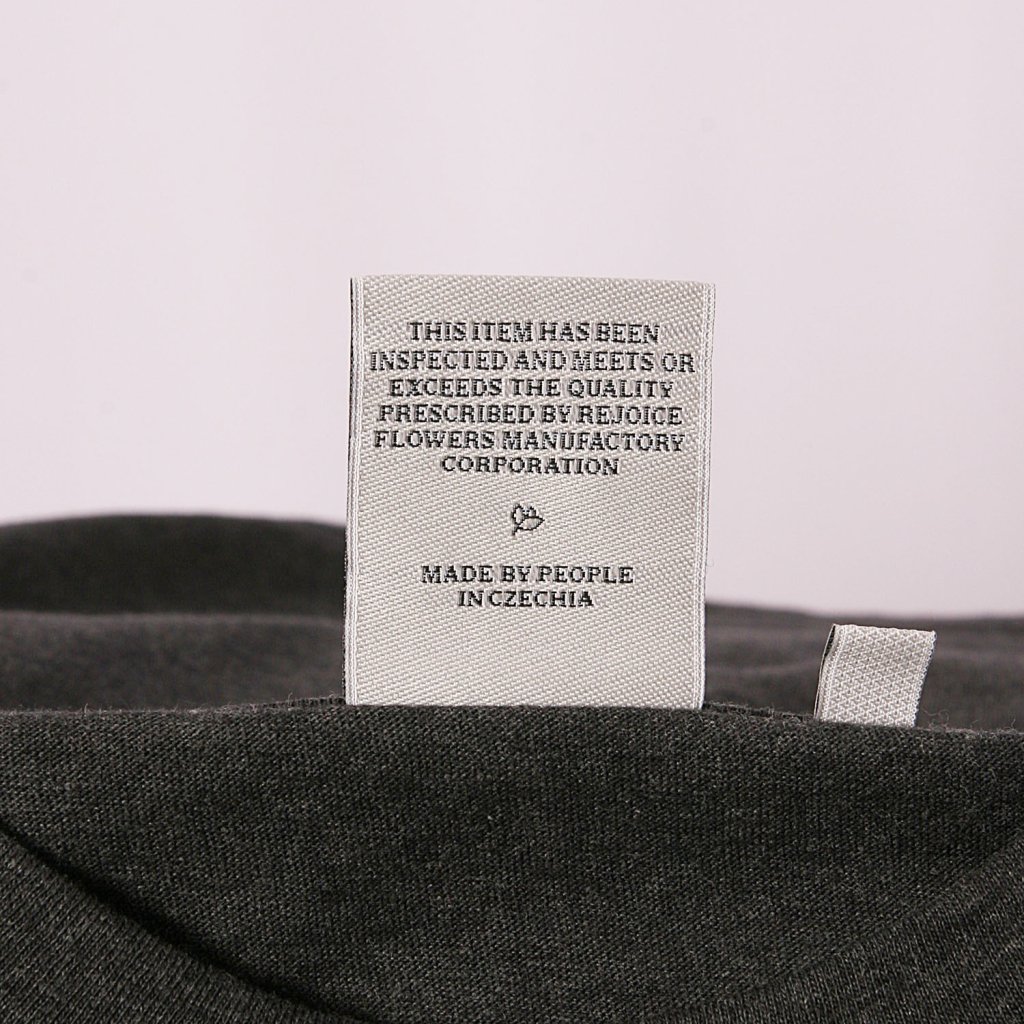 THIS ITEM HAS BEEN
INSPECTED AND MEETS OR
EXCEEDS THE QUALITY
PRESCRIBED BY REJOICE
FLOWERS MANUFACTORY
CORPORATION
MADE BY PEOPLE
IN CZECHIA